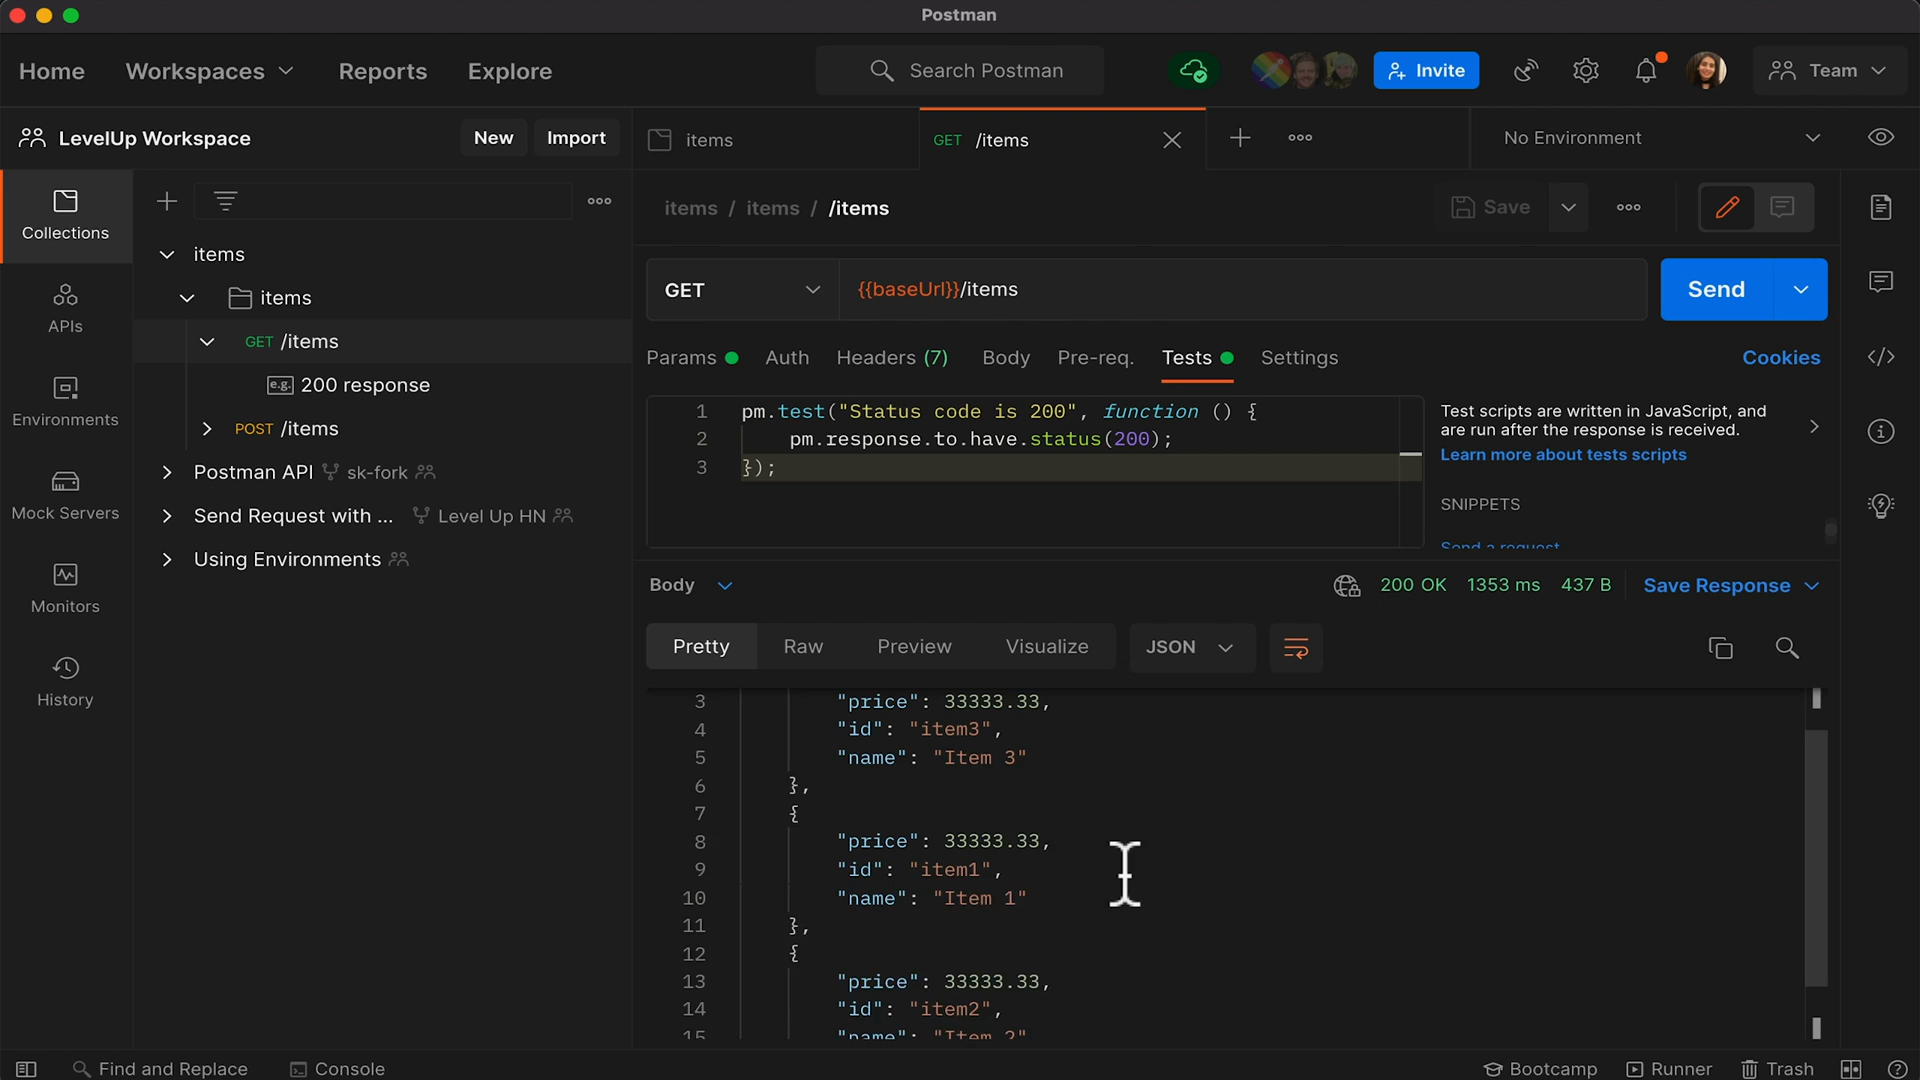 Postman
Home Workspaces Reports Explore Search Postman Invite Team
LevelUp Workspace New Import
items GET /items No Environment
Collections
APIs
Environments
Mock Servers
Monitors
History
items
items
GET /items
e.g. 200 response
POST /items
Postman API sk-fork
Send Request with ... Level Up HN
Using Environments
items / items / /items Save
GET {{baseUrl}}/items Send
Params Auth Headers (7) Body Pre-req. Tests Settings Cookies
1 pm.test("Status code is 200", function () {
2 pm.response.to.have.status(200);
3 });
Test scripts are written in JavaScript, and
are run after the response is received.
Learn more about tests scripts
SNIPPETS
Send a request
Body 200 OK 1353 ms 437 B Save Response
Pretty Raw Preview Visualize JSON
3 "price": 33333.33,
4 "id": "item3",
5 "name": "Item 3"
6 },
7 {
8 "price": 33333.33,
9 "id": "item1",
10 "name": "Item 1"
11 },
12 {
13 "price": 33333.33,
14 "id": "item2",
15 "name": "Item 2"
Find and Replace Console Bootcamp Runner Trash